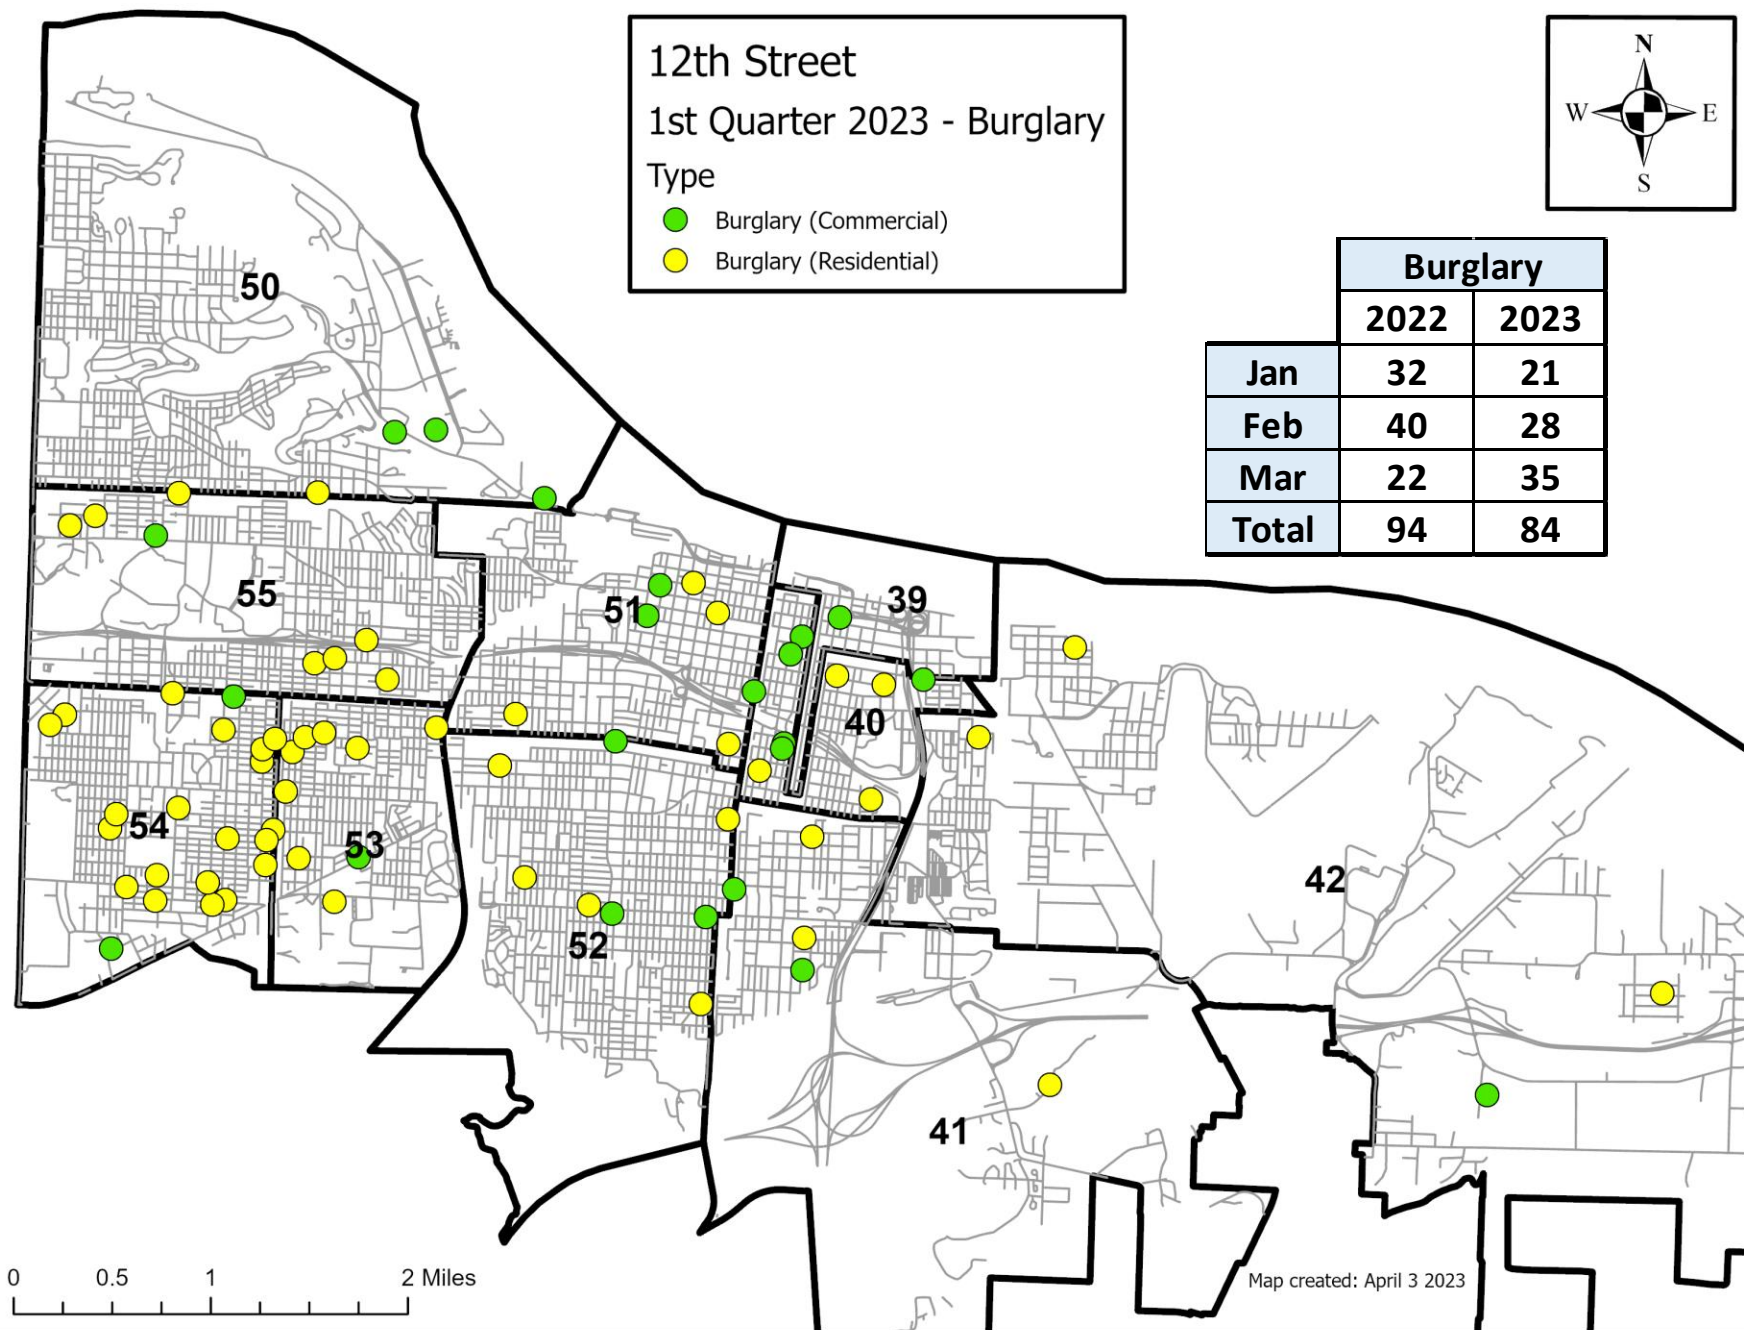 12th Street
1st Quarter 2023 - Burglary
Type
Burglary (Commercial)
Burglary (Residential)
N
W E
S
Burglary
2022 2023
Jan 32 21
Feb 40 28
Mar 22 35
Total 94 84
50
55
51
39
40
54
53
42
52
41
0 0.5 1 2 Miles
Map created: April 3 2023